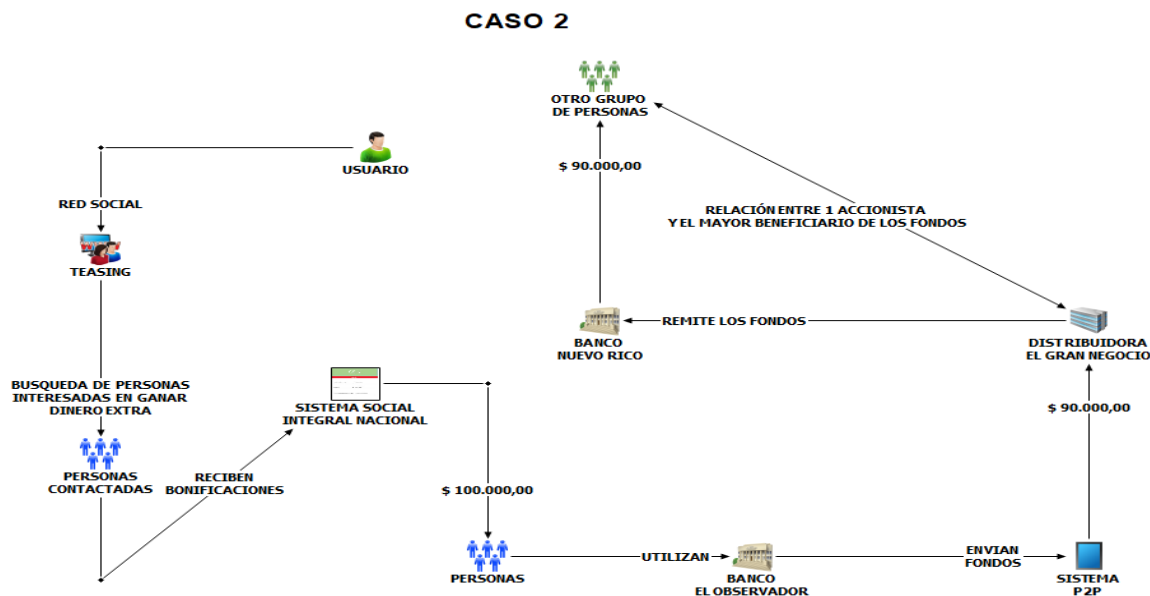 CASO 2
OTRO GRUPO
DE PERSONAS
USUARIO
$ 90.000,00
RED SOCIAL
RELACIÓN ENTRE 1 ACCIONISTA
Y EL MAYOR BENEFICIARIO DE LOS FONDOS
TEASING
BANCO
NUEVO RICO
REMITE LOS FONDOS
DISTRIBUIDORA
EL GRAN NEGOCIO
BUSQUEDA DE PERSONAS
INTERESADAS EN GANAR
DINERO EXTRA
SISTEMA SOCIAL
INTEGRAL NACIONAL
$ 90.000,00
PERSONAS
CONTACTADAS
RECIBEN
BONIFICACIONES
$ 100.000,00
PERSONAS
UTILIZAN
BANCO
EL OBSERVADOR
ENVIAN
FONDOS
SISTEMA
P2P